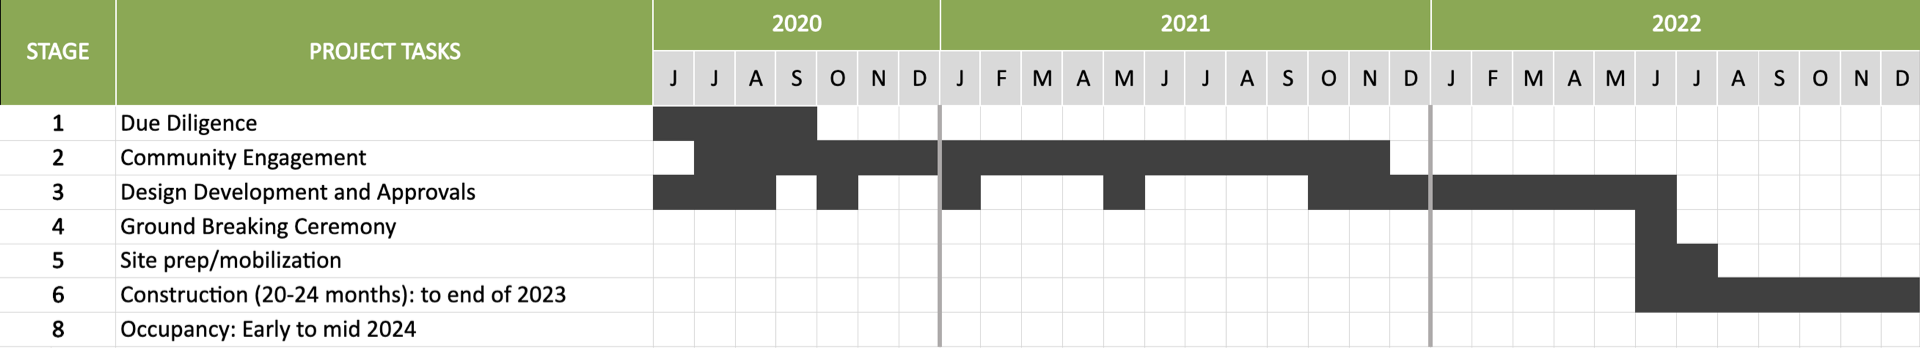 STAGE PROJECT TASKS 2020 2021 2022
J J A S O N D J F M A M J J A S O N D J F M A M J J A S O N D
1 Due Diligence
2 Community Engagement
3 Design Development and Approvals
4 Ground Breaking Ceremony
5 Site prep/mobilization
6 Construction (20-24 months): to end of 2023
8 Occupancy: Early to mid 2024